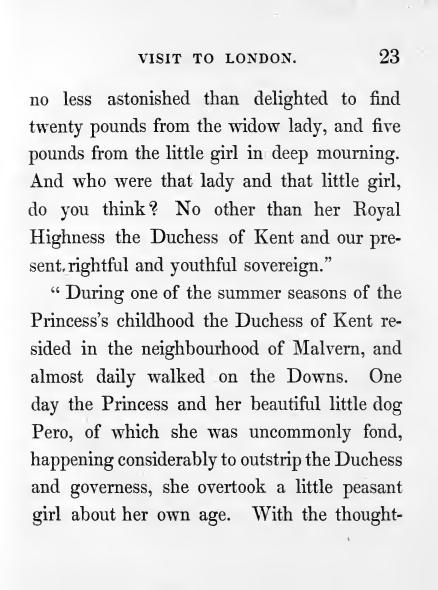 VISIT TO LONDON. 23
no less astonished than delighted to find
twenty pounds from the widow lady, and five
pounds from the little girl in deep mourning.
And who were that lady and that little girl,
do you think? No other than her Royal
Highness the Duchess of Kent and our pre-
sent, rightful and youthful sovereign.”
“ During one of the summer seasons of the
Princess’s childhood the Duchess of Kent re-
sided in the neighbourhood of Malvern, and
almost daily walked on the Downs. One
day the Princess and her beautiful little dog
Pero, of which she was uncommonly fond,
happening considerably to outstrip the Duchess
and governess, she overtook a little peasant
girl about her own age. With the thought-